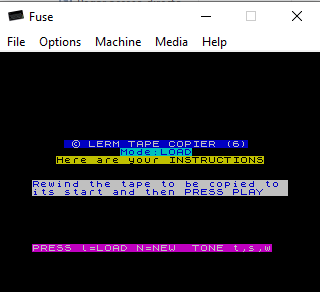 Fuse
File Options Machine Media Help
© LERM TAPE COPIER (6)
Mode:LOAD
Here are your INSTRUCTIONS
Rewind the tape to be copied to
its start and then PRESS PLAY
PRESS l=LOAD N=NEW TONE t,s,w